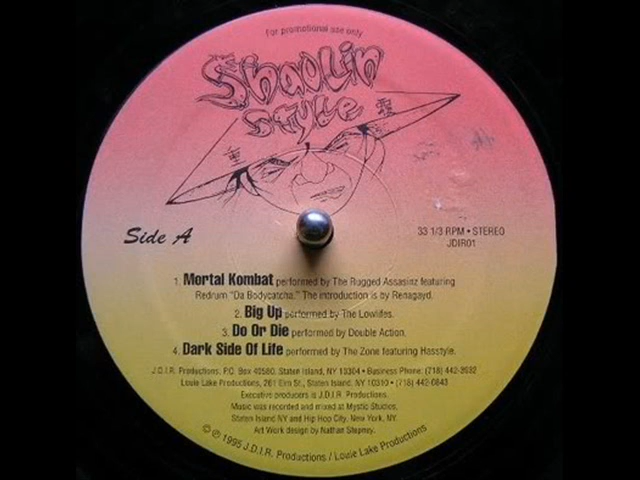 For promotional use only
Shaolin
Style
Side A
33 1/3 RPM • STEREO
JDIR01
1. Mortal Kombat performed by The Rugged Assasinz featuring
Redrum "Da Bodycatcha." The introduction is by Renagayd.
2. Big Up performed by The Lowlifes.
3. Do Or Die performed by Double Action.
4. Dark Side Of Life performed by The Zone featuring Hasstyle.
J.D.I.R. Productions, P.O. Box 40580, Staten Island, NY 10304 • Business Phone: (718) 442-3632
Louie Lake Productions, 261 Elm St., Staten Island, NY 10310 • (718) 442-0843
Executive producers is J.D.I.R. Productions.
Music was recorded and mixed at Mystic Studios,
Staten Island NY and Hip Hop City, New York, NY.
Art Work design by Nathan Stepney.
© ℗ 1995 J.D.I.R. Productions / Louie Lake Productions